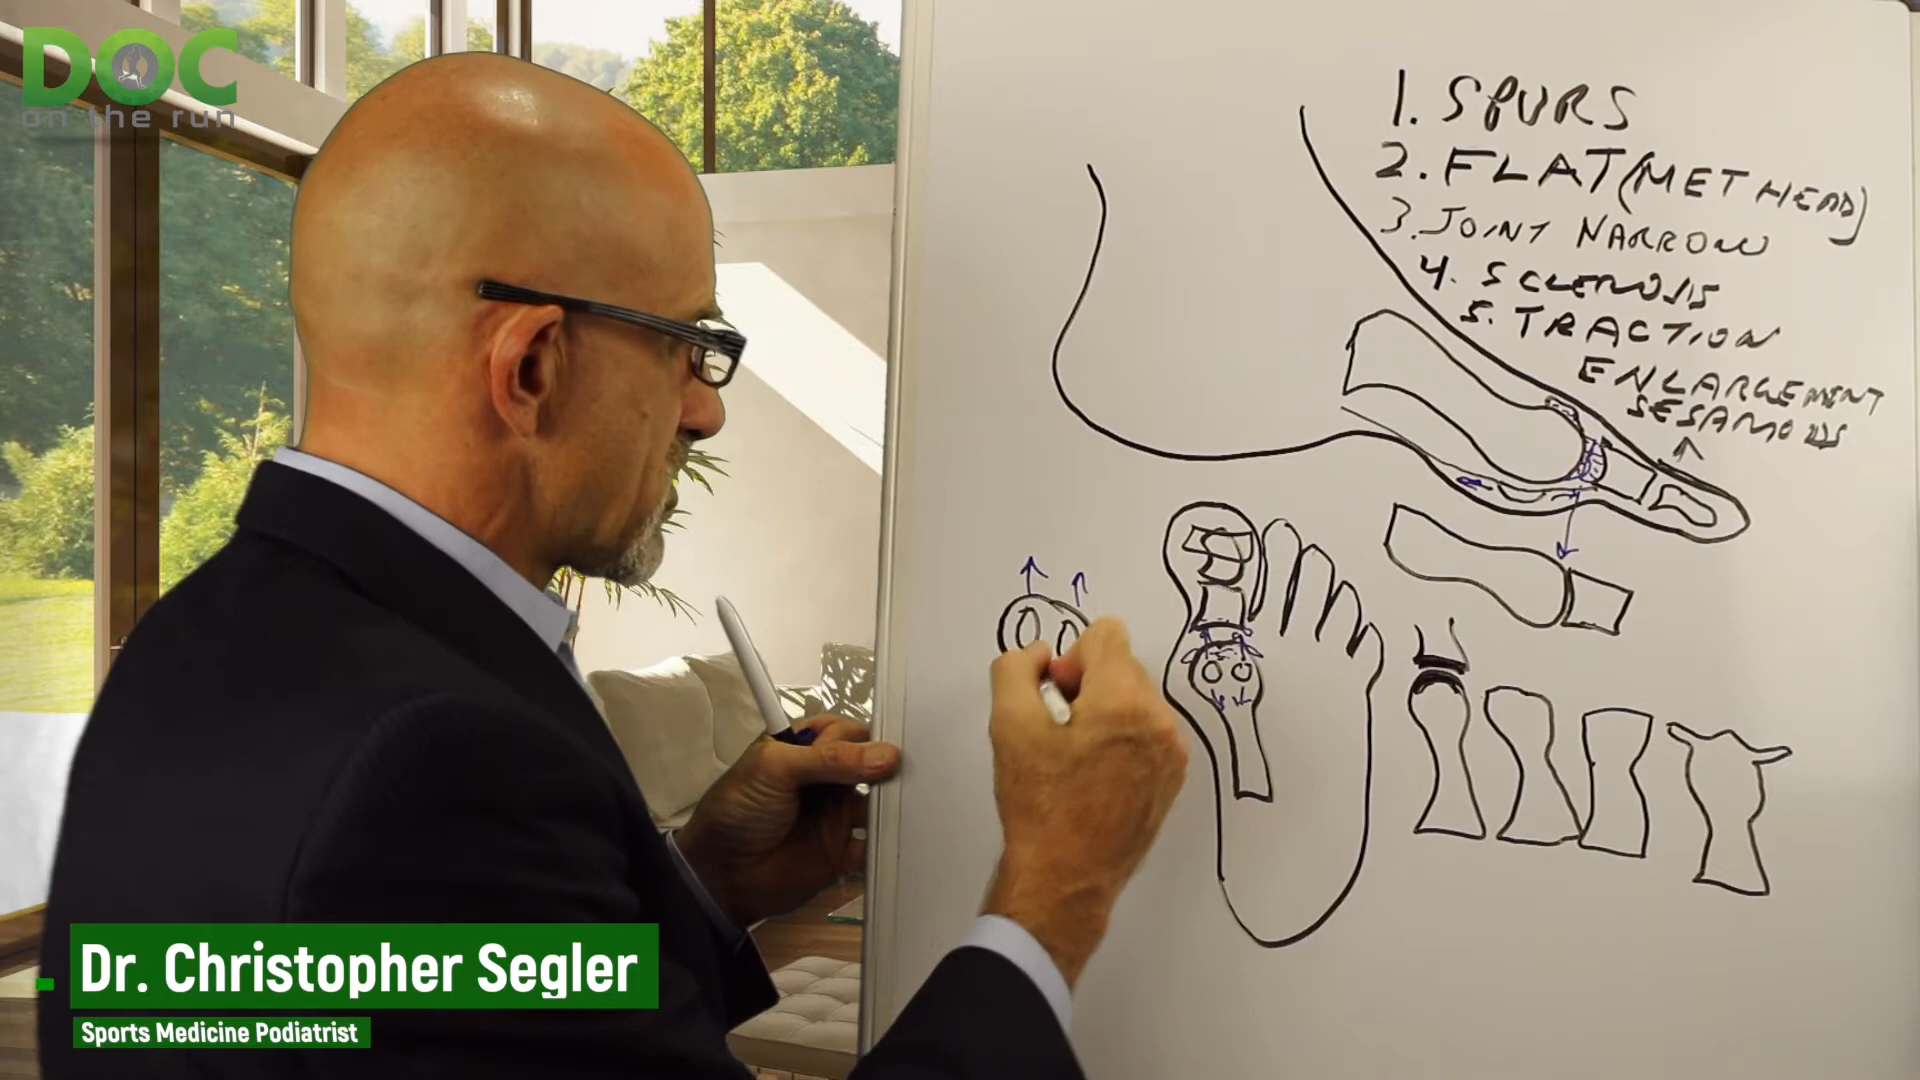 DOC
on the run
1. SPURS
2. FLAT (MET HEAD)
3. JOINT NARROW
4. SCLEROSIS
5. TRACTION
ENLARGEMENT
SESAMOIDS
Dr. Christopher Segler
Sports Medicine Podiatrist